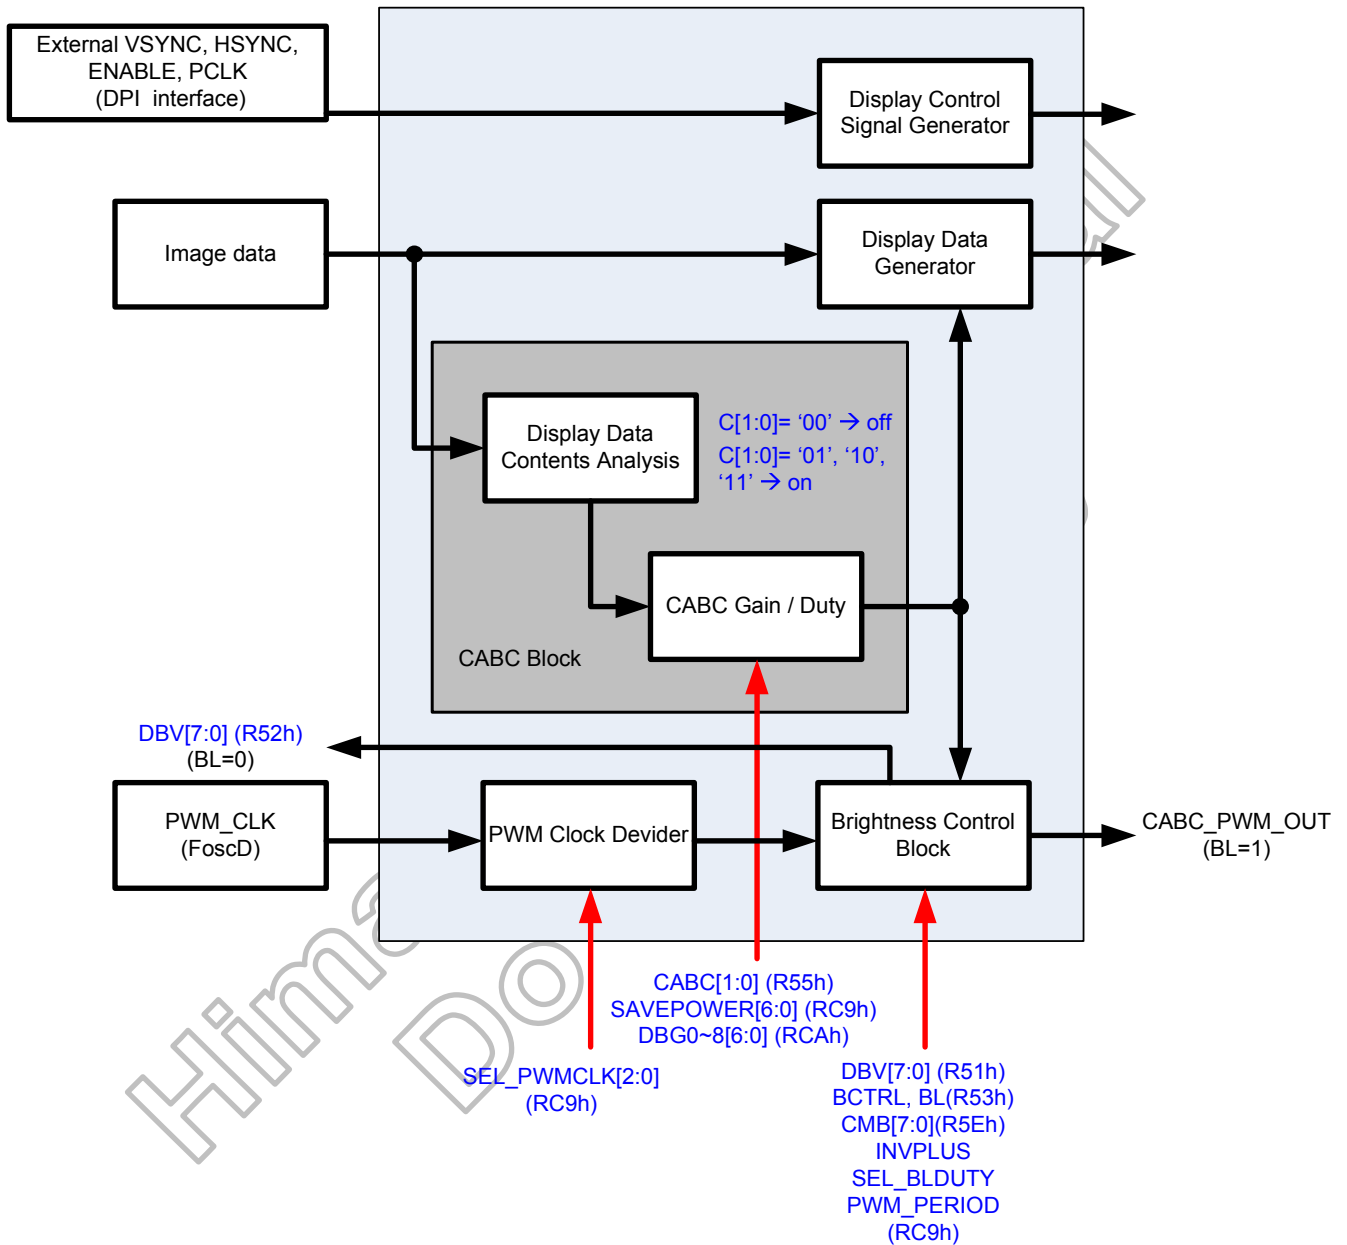 External VSYNC, HSYNC,
ENABLE, PCLK
(DPI interface)
Display Control
Signal Generator
Image data
Display Data
Generator
Display Data
Contents Analysis
C[1:0]= ‘00’ → off
C[1:0]= ‘01’, ‘10’,
‘11’ → on
CABC Gain / Duty
CABC Block
DBV[7:0] (R52h)
(BL=0)
PWM_CLK
(FoscD)
PWM Clock Devider
Brightness Control
Block
CABC_PWM_OUT
(BL=1)
CABC[1:0] (R55h)
SAVEPOWER[6:0] (RC9h)
DBG0~8[6:0] (RCAh)
SEL_PWMCLK[2:0]
(RC9h)
DBV[7:0] (R51h)
BCTRL, BL(R53h)
CMB[7:0](R5Eh)
INVPLUS
SEL_BLDUTY
PWM_PERIOD
(RC9h)